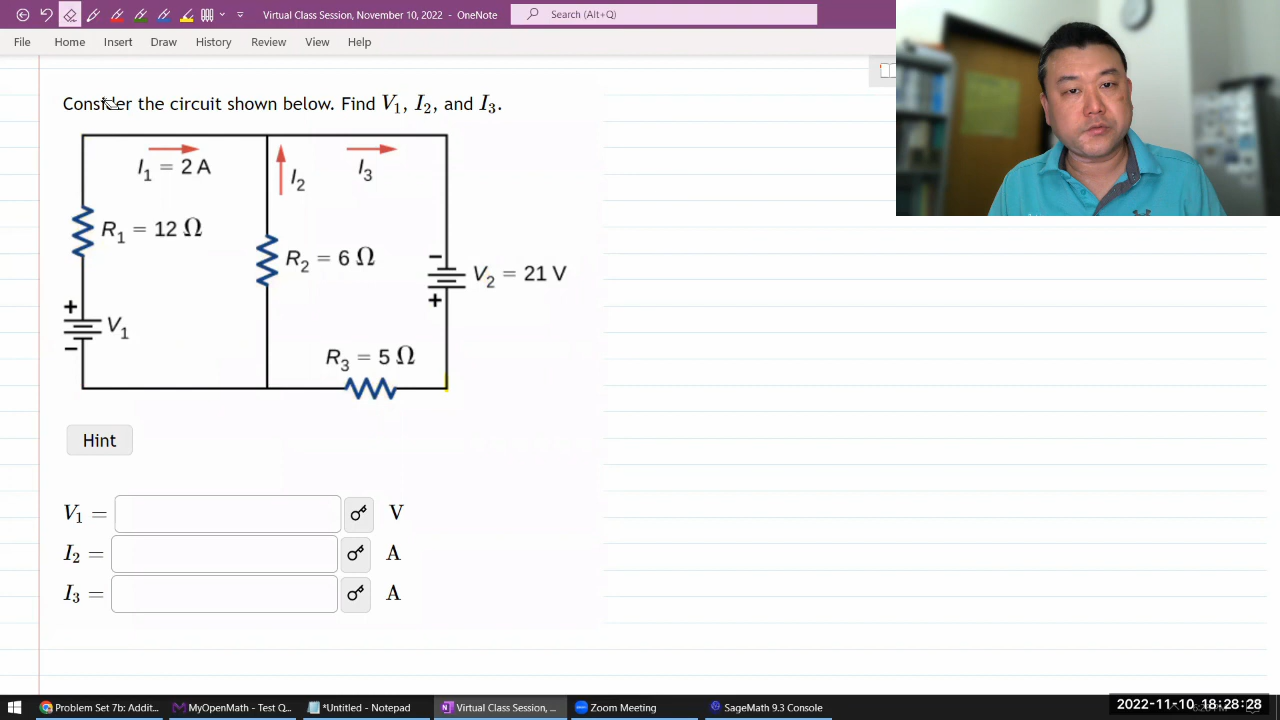 Virtual Class Session, November 10, 2022 - OneNote
Search (Alt+Q)
File Home Insert Draw History Review View Help
Consider the circuit shown below. Find V₁, I₂, and I₃.
I₁ = 2 A
I₂
I₃
R₁ = 12 Ω
R₂ = 6 Ω
- V₂ = 21 V +
+ V₁ -
R₃ = 5 Ω
Hint
V₁ = V
I₂ = A
I₃ = A
Problem Set 7b: Addit... MyOpenMath - Test Q... *Untitled - Notepad Virtual Class Session, ... Zoom Meeting SageMath 9.3 Console
2022-11-10 18:28:28